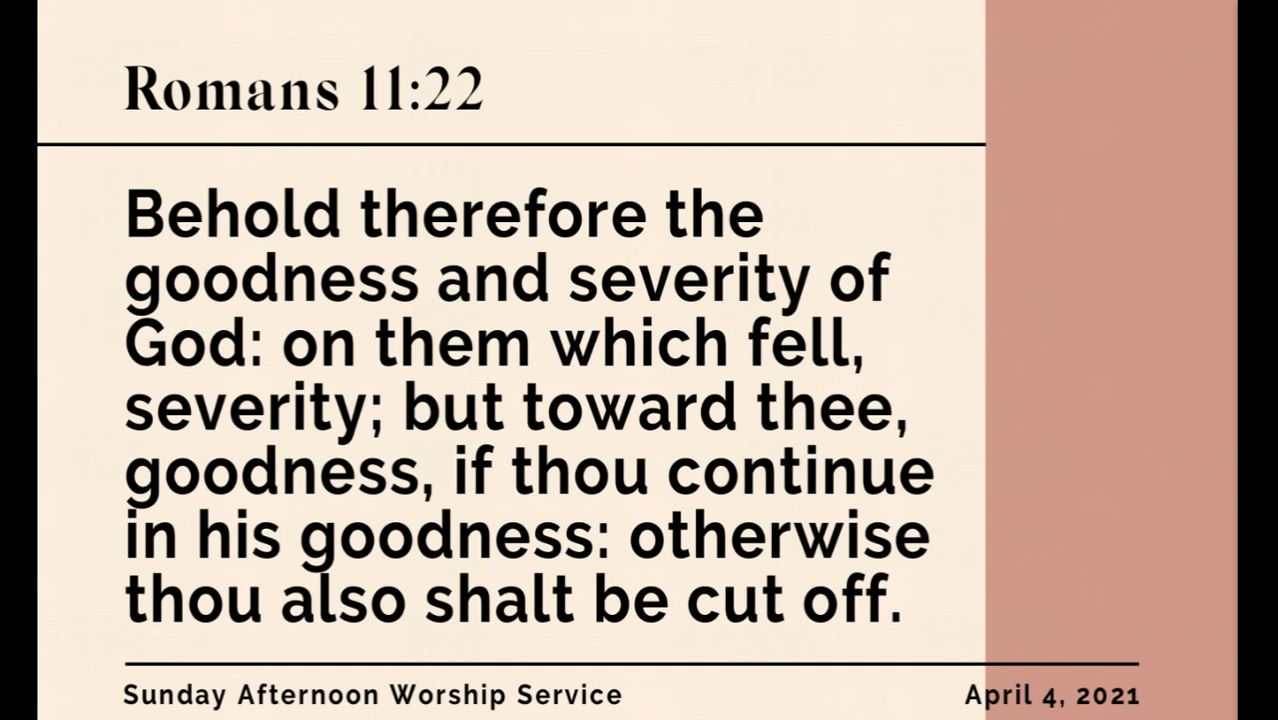 Romans 11:22
Behold therefore the
goodness and severity of
God: on them which fell,
severity; but toward thee,
goodness, if thou continue
in his goodness: otherwise
thou also shalt be cut off.
Sunday Afternoon Worship Service
April 4, 2021